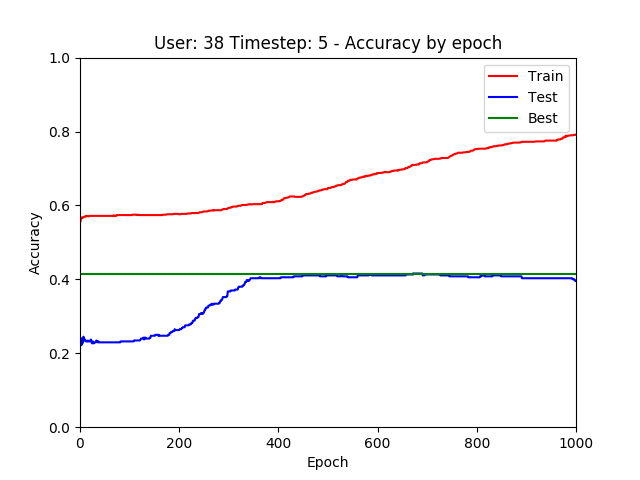 User: 38 Timestep: 5 - Accuracy by epoch
Train
Test
Best
Accuracy
1.0
0.8
0.6
0.4
0.2
0.0
0 200 400 600 800 1000
Epoch